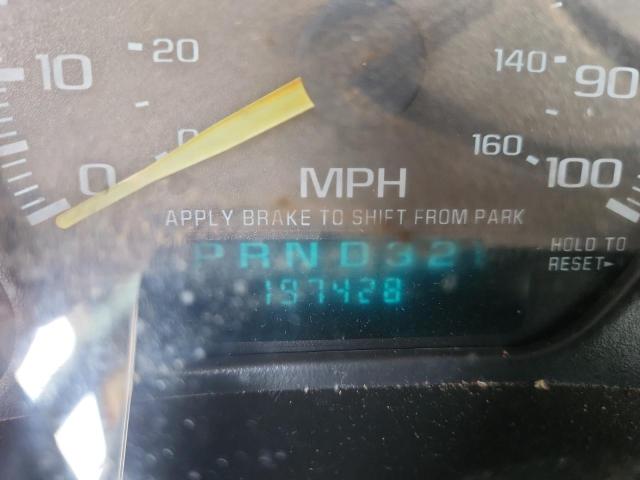 20
10
0
0
140
90
160
100
MPH
APPLY BRAKE TO SHIFT FROM PARK
HOLD TO
RESET
PRND321
197428